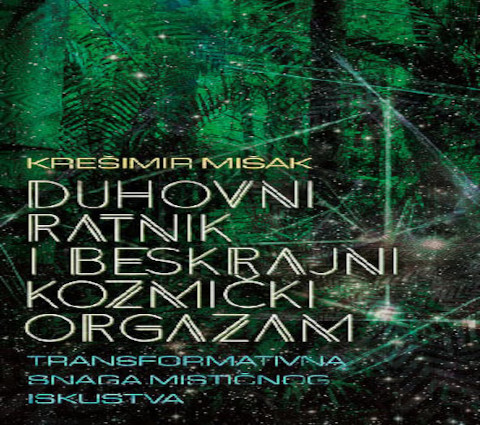 KREŠIMIR MIŠAK
DUHOVNI
RATNIK
I BESKRAJNI
KOZMIČKI
ORGAZAM
TRANSFORMATIVNA
SNAGA MISTIČNOG
ISKUSTVA